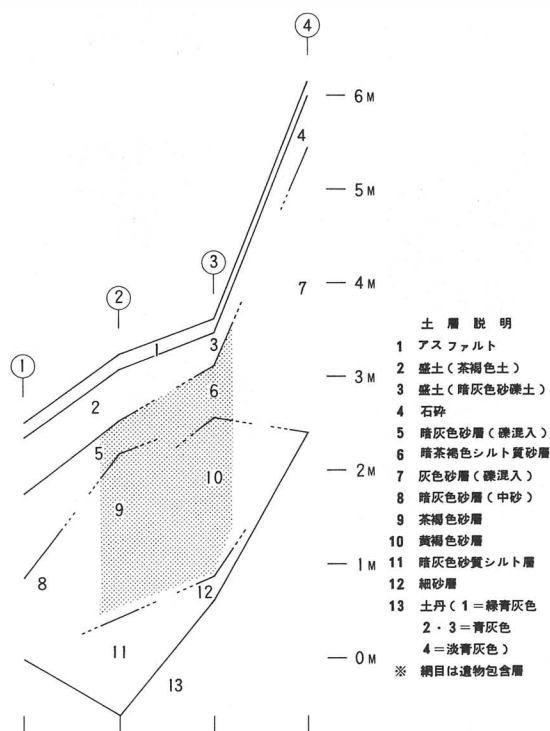 ④
6M
4
5M
③
4M
②
7
土層説明
1 アスファルト
3
1
2 盛土(茶褐色土)
①
3 盛土(暗灰色砂礫土)
3M
4 石砕
6
2
5 暗灰色砂層(礫混入)
5
6 暗茶褐色シルト質砂層
2M
7 灰色砂層(礫混入)
10
8 暗灰色砂層(中砂)
9
9 茶褐色砂層
10 黄褐色砂層
8
1M
11 暗灰色砂質シルト層
12
12 細砂層
13 土丹(1=緑青灰色
2・3=青灰色
11
4=淡青灰色)
0M
13
※ 網目は遺物包含層